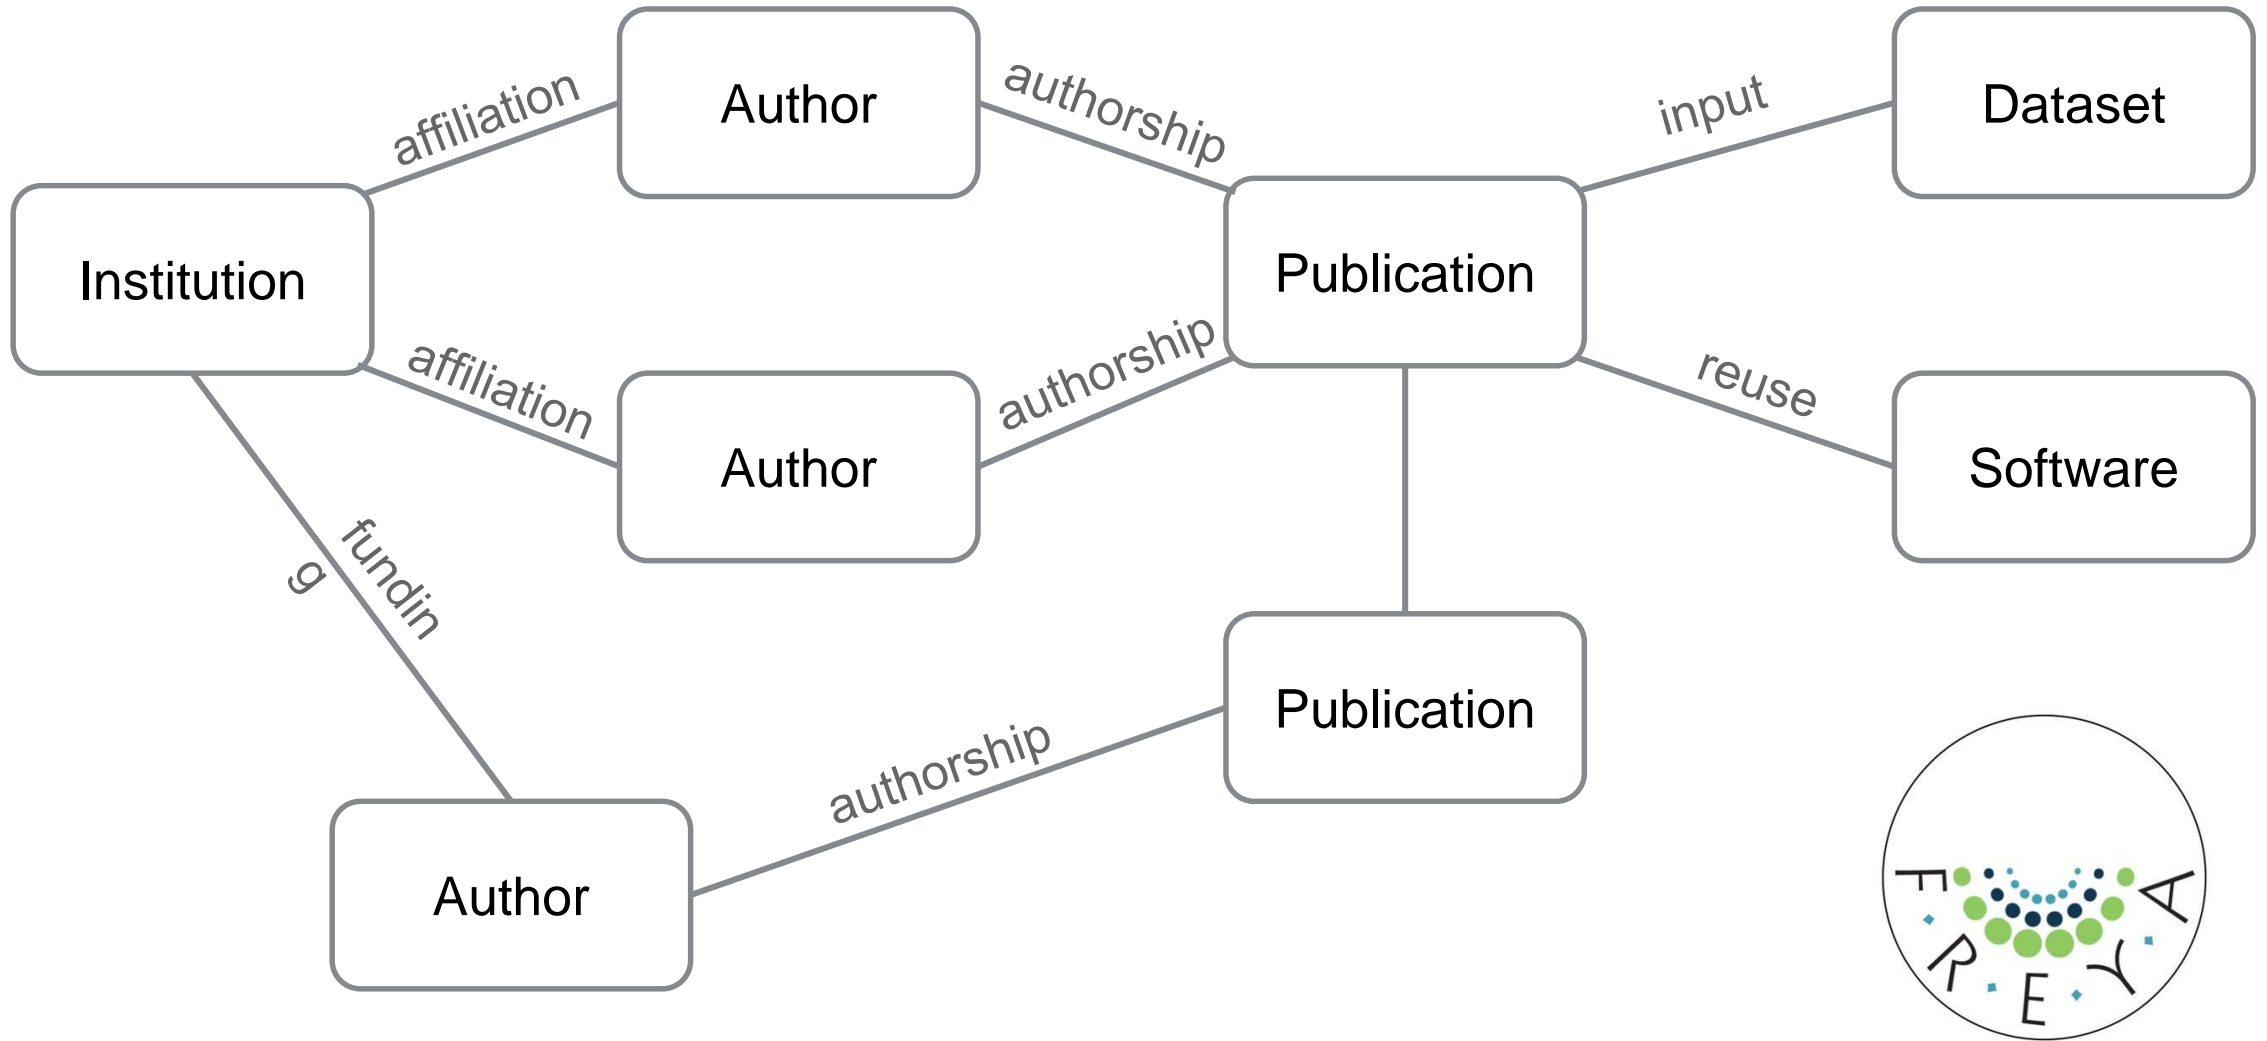 Author
Dataset
affiliation
authorship
input
Institution
Publication
affiliation
authorship
reuse
Author
Software
fundin
g
Publication
authorship
Author
F·R·E·Y·A